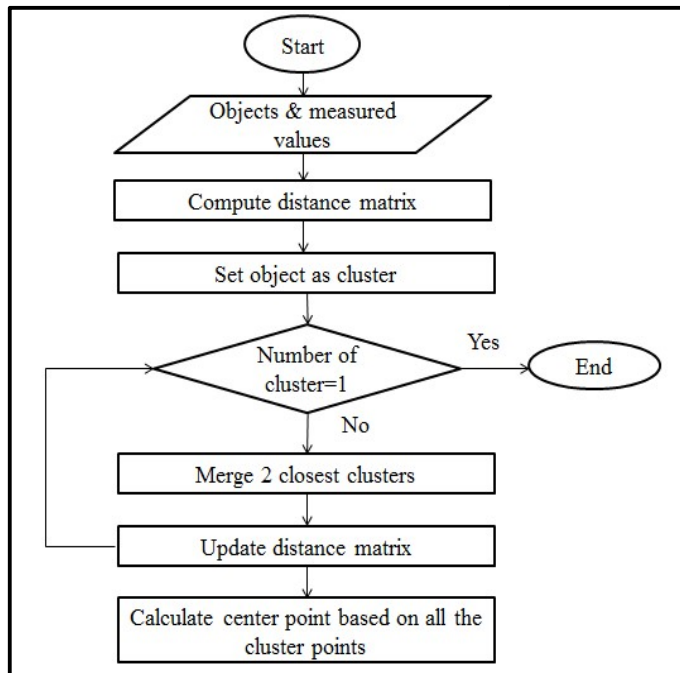 Start
Objects & measured
values
Compute distance matrix
Set object as cluster
Number of
cluster=1
Yes
End
No
Merge 2 closest clusters
Update distance matrix
Calculate center point based on all the
cluster points